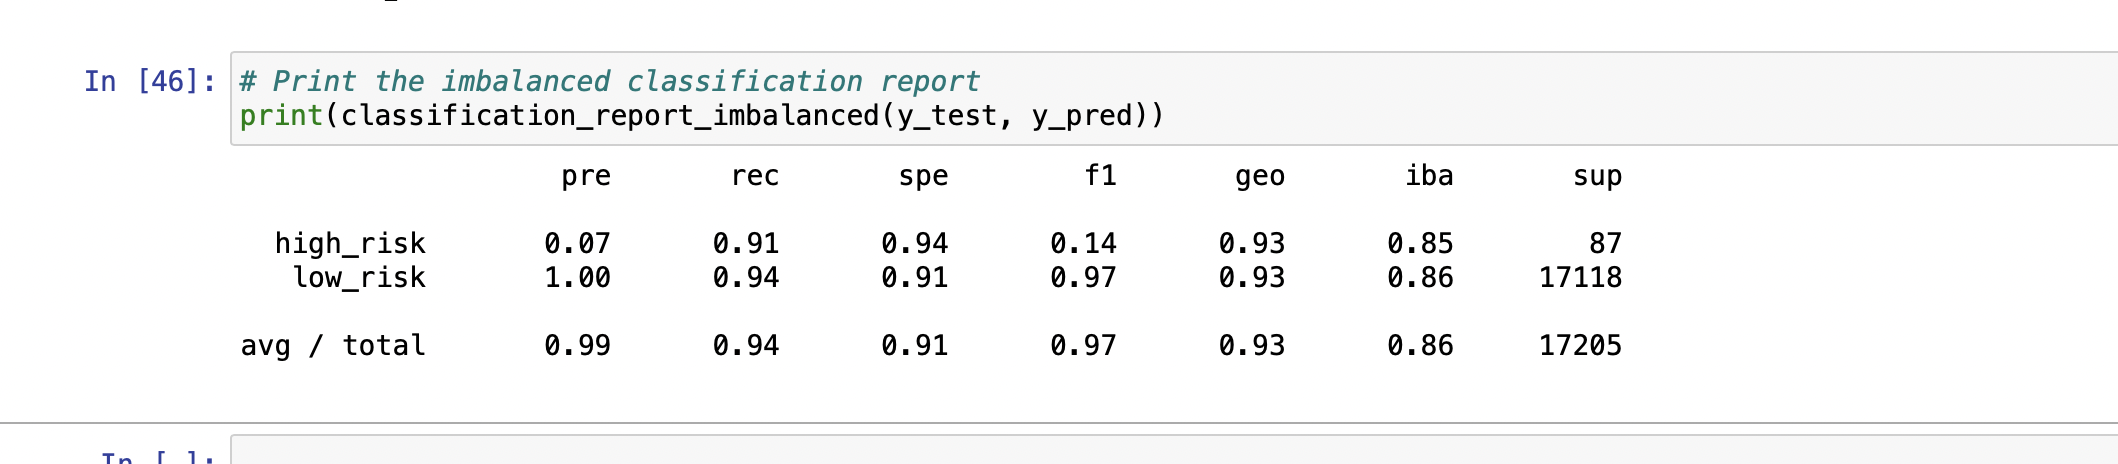 In [46]: # Print the imbalanced classification report
print(classification_report_imbalanced(y_test, y_pred))
pre rec spe f1 geo iba sup
high_risk 0.07 0.91 0.94 0.14 0.93 0.85 87
low_risk 1.00 0.94 0.91 0.97 0.93 0.86 17118
avg / total 0.99 0.94 0.91 0.97 0.93 0.86 17205
In [ ]: